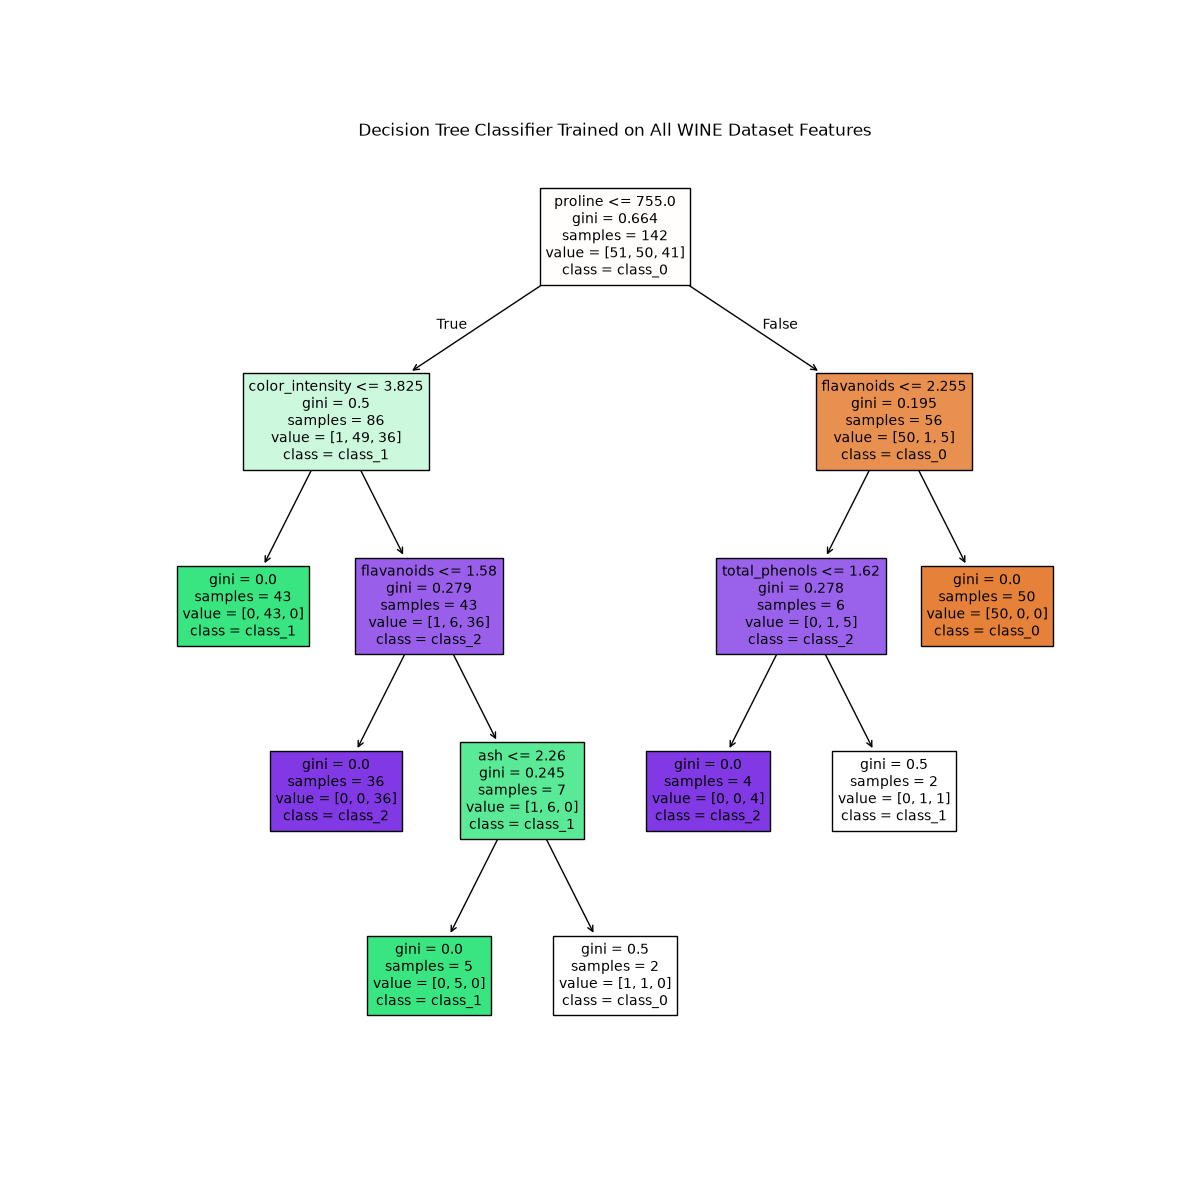 Decision Tree Classifier Trained on All WINE Dataset Features
proline <= 755.0
gini = 0.664
samples = 142
value = [51, 50, 41]
class = class_0
True
False
color_intensity <= 3.825
gini = 0.5
samples = 86
value = [1, 49, 36]
class = class_1
flavanoids <= 2.255
gini = 0.195
samples = 56
value = [50, 1, 5]
class = class_0
gini = 0.0
samples = 43
value = [0, 43, 0]
class = class_1
flavanoids <= 1.58
gini = 0.279
samples = 43
value = [1, 6, 36]
class = class_2
total_phenols <= 1.62
gini = 0.278
samples = 6
value = [0, 1, 5]
class = class_2
gini = 0.0
samples = 50
value = [50, 0, 0]
class = class_0
gini = 0.0
samples = 36
value = [0, 0, 36]
class = class_2
ash <= 2.26
gini = 0.245
samples = 7
value = [1, 6, 0]
class = class_1
gini = 0.0
samples = 4
value = [0, 0, 4]
class = class_2
gini = 0.5
samples = 2
value = [0, 1, 1]
class = class_1
gini = 0.0
samples = 5
value = [0, 5, 0]
class = class_1
gini = 0.5
samples = 2
value = [1, 1, 0]
class = class_0